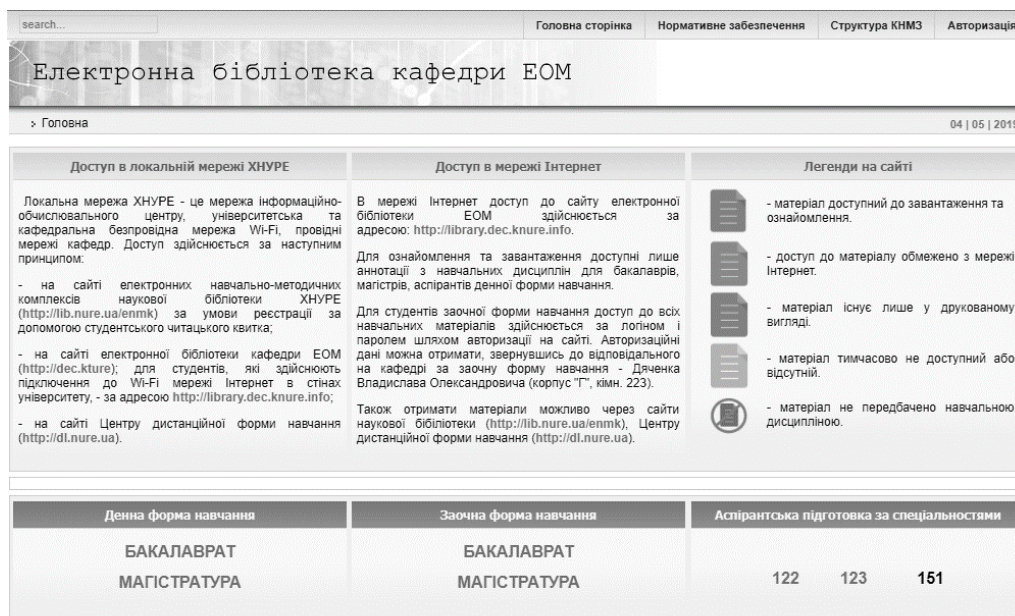 search...
Головна сторінка Нормативне забезпечення Структура КНМЗ Авторизація
Електронна бібліотека кафедри ЕОМ
> Головна
04 | 05 | 2019
Доступ в локальній мережі ХНУРЕ
Локальна мережа ХНУРЕ - це мережа інформаційно-
обчислювального центру, університетська та
кафедральна безпровідна мережа Wi-Fi, провідні
мережі кафедр. Доступ здійснюється за наступним
принципом:
- на сайті електронних навчально-методичних
комплексів наукової бібліотеки ХНУРЕ
(http://lib.nure.ua/enmk) за умови реєстрації за
допомогою студентського читацького квитка;
- на сайті електронної бібліотеки кафедри ЕОМ
(http://dec.kture); для студентів, які здійснюють
підключення до Wi-Fi мережі Інтернет в стінах
університету, - за адресою http://library.dec.knure.info;
- на сайті Центру дистанційної форми навчання
(http://dl.nure.ua).
Доступ в мережі Інтернет
В мережі Інтернет доступ до сайту електронної
бібліотеки ЕОМ здійснюється за
адресою: http://library.dec.knure.info.
Для ознайомлення та завантаження доступні лише
аннотації з навчальних дисциплін для бакалаврів,
магістрів, аспірантів денної форми навчання.
Для студентів заочної форми навчання доступ до всіх
навчальних матеріалів здійснюється за логіном і
паролем шляхом авторизації на сайті. Авторизаційні
дані можна отримати, звернувшись до відповідального
на кафедрі за заочну форму навчання - Дяченка
Владислава Олександровича (корпус "Г", кімн. 223).
Також отримати матеріали можливо через сайти
наукової бібіліотеки (http://lib.nure.ua/enmk), Центру
дистанційної форми навчання (http://dl.nure.ua).
Легенди на сайті
- матеріал доступний до завантаження та
ознайомлення.
- доступ до матеріалу обмежено з мережі
Інтернет.
- матеріал існує лише у друкованому
вигляді.
- матеріал тимчасово не доступний або
відсутній.
- матеріал не передбачено навчальною
дисципліною.
Денна форма навчання
БАКАЛАВРАТ
МАГІСТРАТУРА
Заочна форма навчання
БАКАЛАВРАТ
МАГІСТРАТУРА
Аспірантська підготовка за спеціальностями
122 123 151